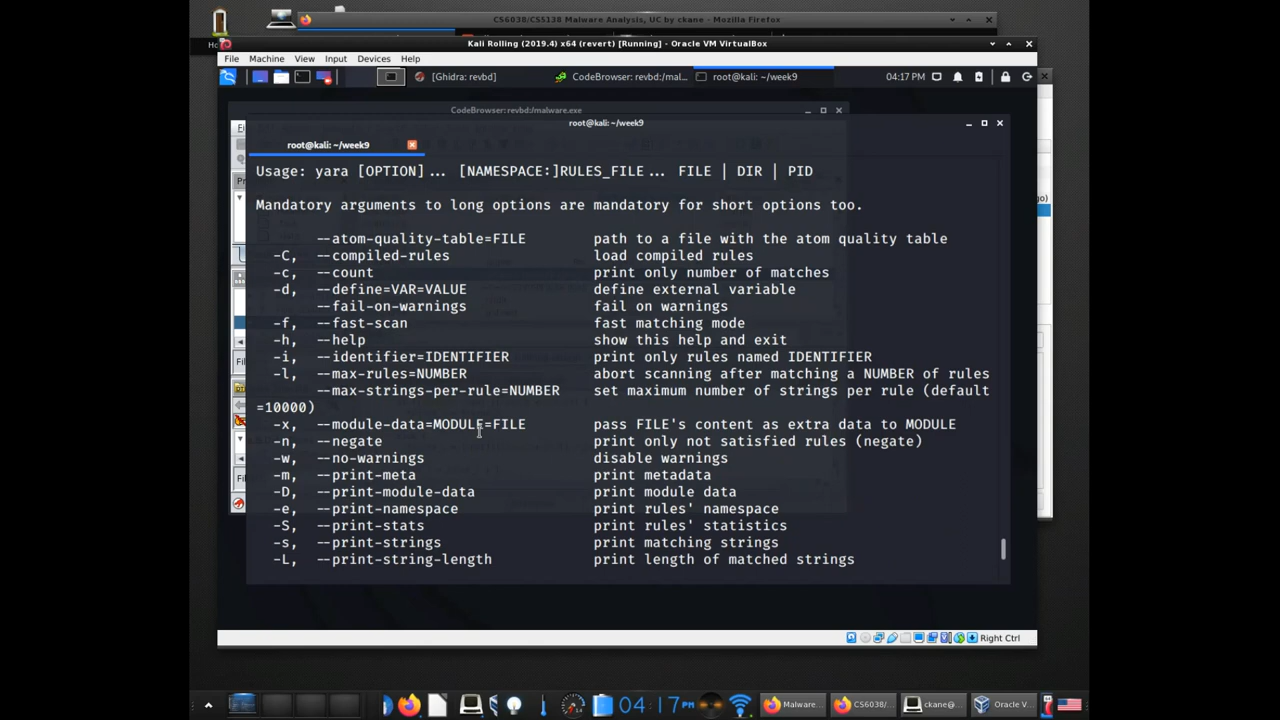 CS6038/CS5138 Malware Analysis, UC by ckane - Mozilla Firefox
Kali Rolling (2019.4) x64 (revert) [Running] - Oracle VM VirtualBox
File Machine View Input Devices Help
[Ghidra: revbd] CodeBrowser: revbd:/mal... root@kali: ~/week9 04:17 PM
CodeBrowser: revbd:/malware.exe
root@kali: ~/week9
root@kali: ~/week9
Usage: yara [OPTION]... [NAMESPACE:]RULES_FILE... FILE | DIR | PID
Mandatory arguments to long options are mandatory for short options too.
--atom-quality-table=FILE path to a file with the atom quality table
-C, --compiled-rules load compiled rules
-c, --count print only number of matches
-d, --define=VAR=VALUE define external variable
--fail-on-warnings fail on warnings
-f, --fast-scan fast matching mode
-h, --help show this help and exit
-i, --identifier=IDENTIFIER print only rules named IDENTIFIER
-l, --max-rules=NUMBER abort scanning after matching a NUMBER of rules
--max-strings-per-rule=NUMBER set maximum number of strings per rule (default
=10000)
-x, --module-data=MODULE=FILE pass FILE's content as extra data to MODULE
-n, --negate print only not satisfied rules (negate)
-w, --no-warnings disable warnings
-m, --print-meta print metadata
-D, --print-module-data print module data
-e, --print-namespace print rules' namespace
-S, --print-stats print rules' statistics
-s, --print-strings print matching strings
-L, --print-string-length print length of matched strings
Right Ctrl
04:17 PM Malware... CS6038/... ckane@... Oracle V...